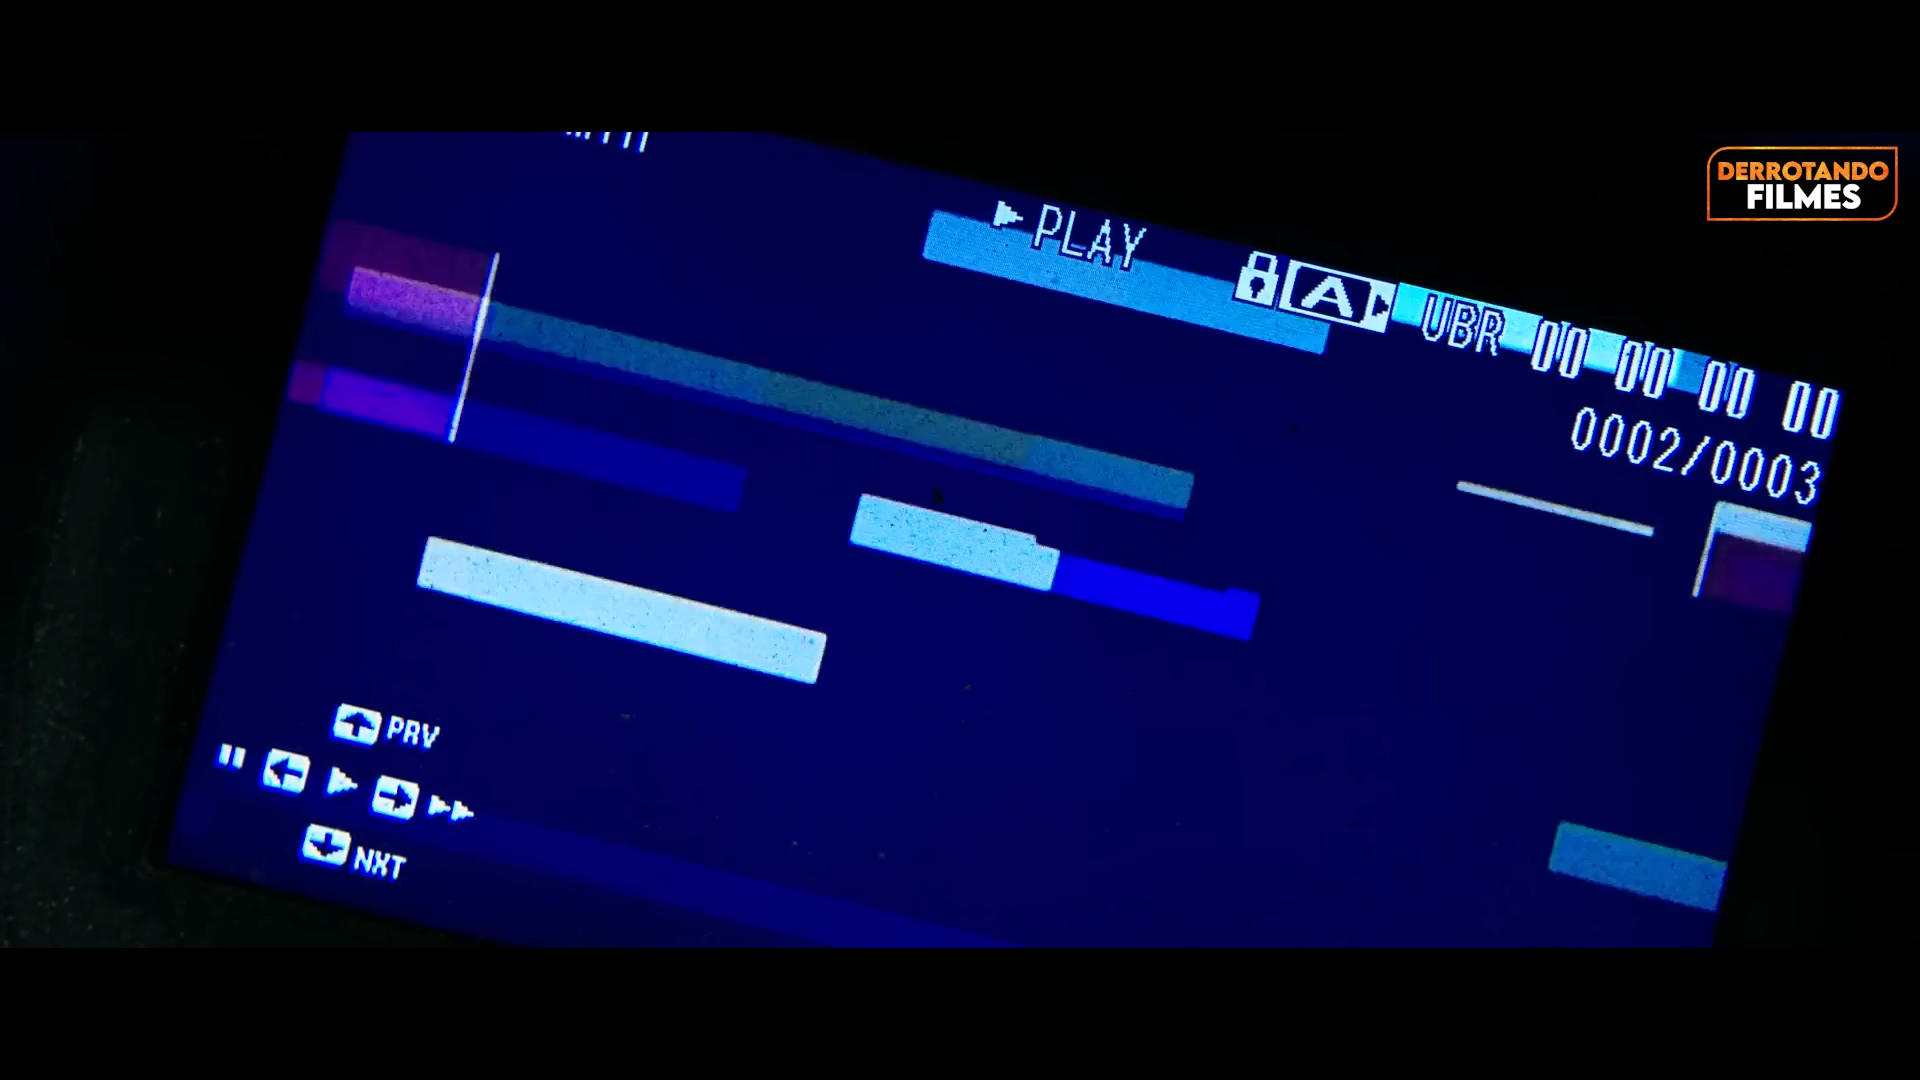 DERROTANDO
FILMES
PLAY
A
UBR 00 00 00 00
0002/0003
PRV
NXT